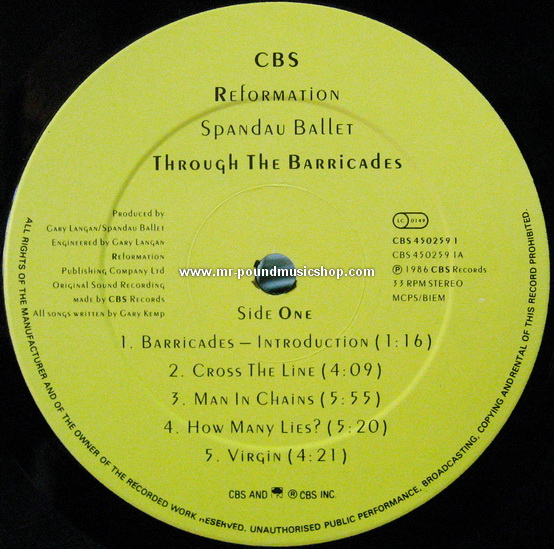 CBS
Reformation
Spandau Ballet
Through The Barricades
Produced by
Gary Langan/Spandau Ballet
Engineered by Gary Langan
Reformation
Publishing Company Ltd
Original Sound Recording
made by CBS Records
All songs written by Gary Kemp
LC 0149
CBS 450259 1
CBS 450259 1A
Ⓟ 1986 CBS Records
33 RPM STEREO
MCPS/BIEM
www.mr-poundmusicshop.com
Side One
1. Barricades – Introduction (1:16)
2. Cross The Line (4:09)
3. Man In Chains (5:55)
4. How Many Lies? (5:20)
5. Virgin (4:21)
CBS AND ® CBS INC.
ALL RIGHTS OF THE MANUFACTURER AND OF THE OWNER OF THE RECORDED WORK RESERVED. UNAUTHORISED PUBLIC PERFORMANCE, BROADCASTING, COPYING AND RENTAL OF THIS RECORD PROHIBITED.